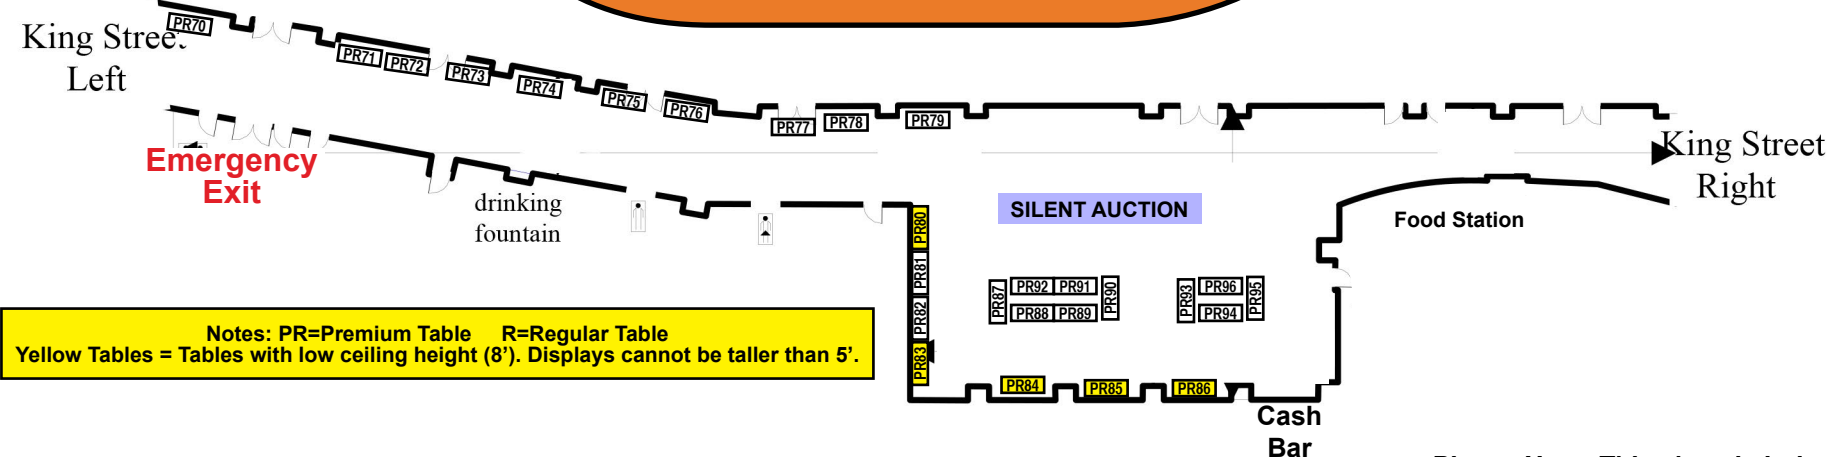 PR70
King Street
Left
PR71
PR72
PR73
PR74
PR75
PR76
PR77
PR78
PR79
King Street
Right
Emergency
Exit
drinking
fountain
SILENT AUCTION
Food Station
PR80
PR81
PR82
PR83
PR87
PR92
PR91
PR90
PR88
PR89
PR93
PR96
PR95
PR94
Notes: PR=Premium Table R=Regular Table
Yellow Tables = Tables with low ceiling height (8’). Displays cannot be taller than 5’.
PR84
PR85
PR86
Cash
Bar